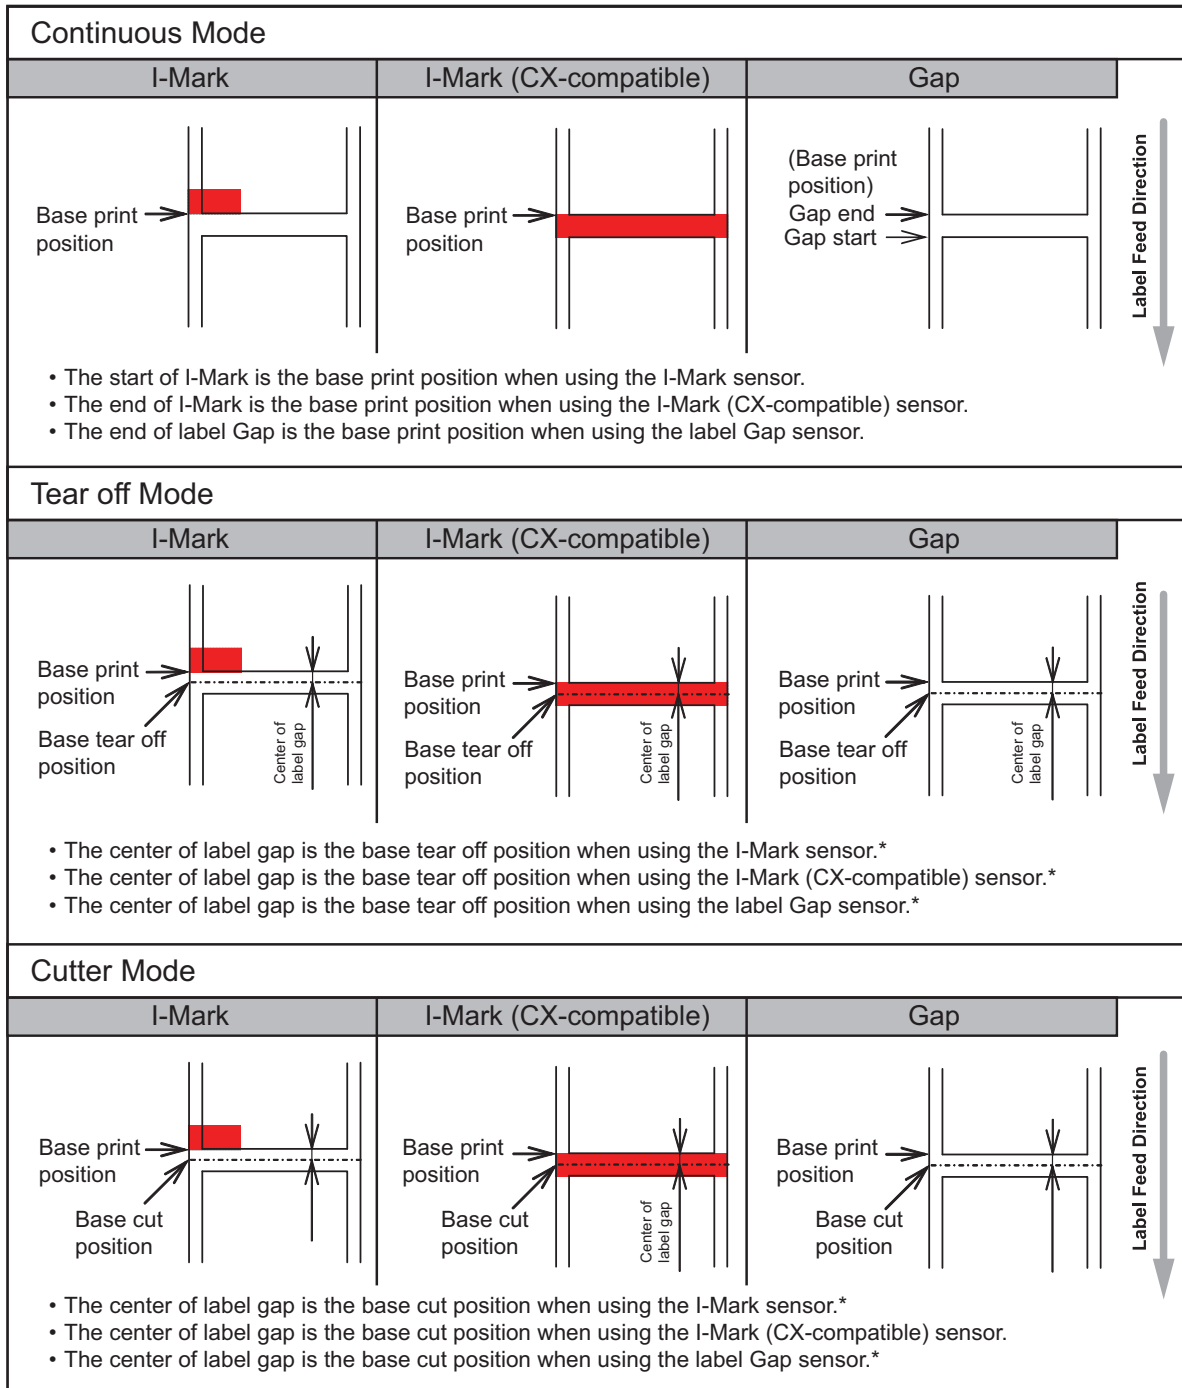 Continuous Mode
I-Mark
I-Mark (CX-compatible)
Gap
Base print
position
Base print
position
(Base print
position)
Gap end
Gap start
Label Feed Direction
• The start of I-Mark is the base print position when using the I-Mark sensor.
• The end of I-Mark is the base print position when using the I-Mark (CX-compatible) sensor.
• The end of label Gap is the base print position when using the label Gap sensor.
Tear off Mode
I-Mark
I-Mark (CX-compatible)
Gap
Base print
position
Base tear off
position
Center of
label gap
Base print
position
Base tear off
position
Center of
label gap
Base print
position
Base tear off
position
Center of
label gap
Label Feed Direction
• The center of label gap is the base tear off position when using the I-Mark sensor.*
• The center of label gap is the base tear off position when using the I-Mark (CX-compatible) sensor.*
• The center of label gap is the base tear off position when using the label Gap sensor.*
Cutter Mode
I-Mark
I-Mark (CX-compatible)
Gap
Base print
position
Base cut
position
Base print
position
Base cut
position
Center of
label gap
Base print
position
Base cut
position
Label Feed Direction
• The center of label gap is the base cut position when using the I-Mark sensor.*
• The center of label gap is the base cut position when using the I-Mark (CX-compatible) sensor.
• The center of label gap is the base cut position when using the label Gap sensor.*